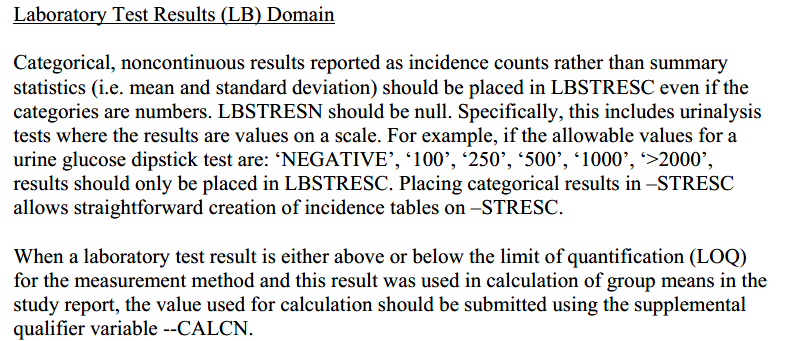 Laboratory Test Results (LB) Domain
Categorical, noncontinuous results reported as incidence counts rather than summary
statistics (i.e. mean and standard deviation) should be placed in LBSTRESC even if the
categories are numbers. LBSTRESN should be null. Specifically, this includes urinalysis
tests where the results are values on a scale. For example, if the allowable values for a
urine glucose dipstick test are: ‘NEGATIVE’, ‘100’, ‘250’, ‘500’, ‘1000’, ‘>2000’,
results should only be placed in LBSTRESC. Placing categorical results in –STRESC
allows straightforward creation of incidence tables on –STRESC.
When a laboratory test result is either above or below the limit of quantification (LOQ)
for the measurement method and this result was used in calculation of group means in the
study report, the value used for calculation should be submitted using the supplemental
qualifier variable --CALCN.